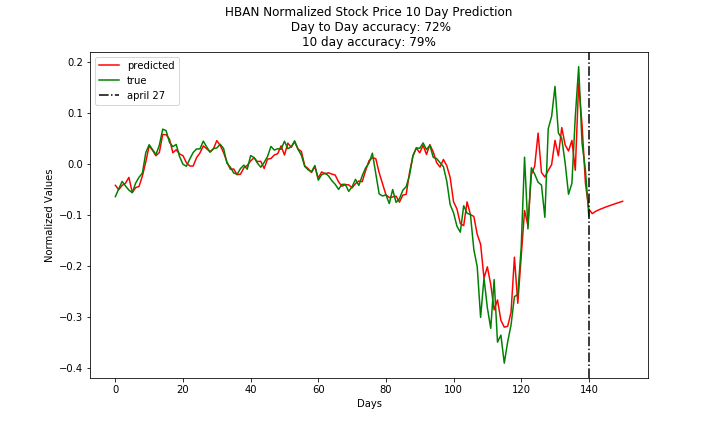 HBAN Normalized Stock Price 10 Day Prediction
Day to Day accuracy: 72%
10 day accuracy: 79%
predicted
true
april 27
0.2
0.1
0.0
−0.1
−0.2
−0.3
−0.4
Normalized Values
0 20 40 60 80 100 120 140
Days